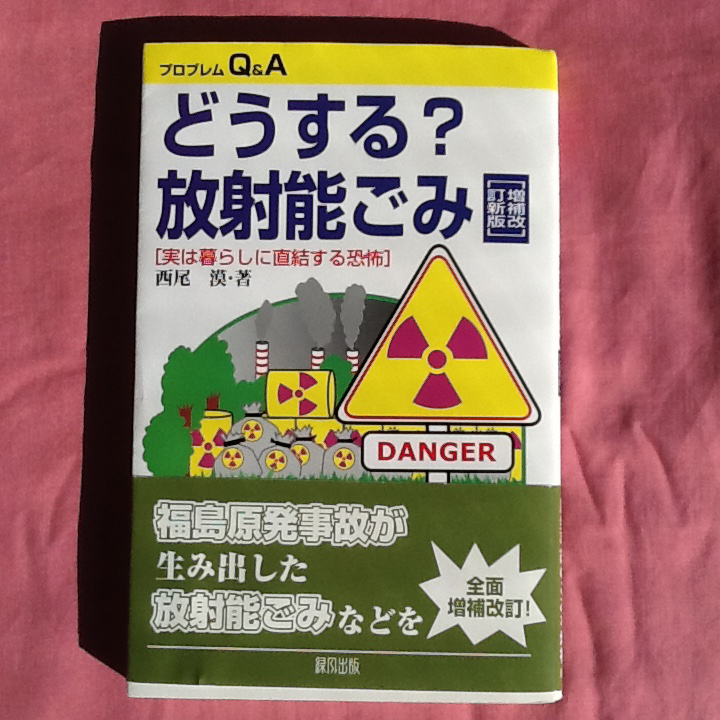 プロブレムQ&A
どうする?
放射能ごみ
[増補改訂新版]
[実は暮らしに直結する恐怖]
西尾 漠・著
DANGER
福島原発事故が
生み出した
放射能ごみなどを
全面
増補改訂!
緑風出版